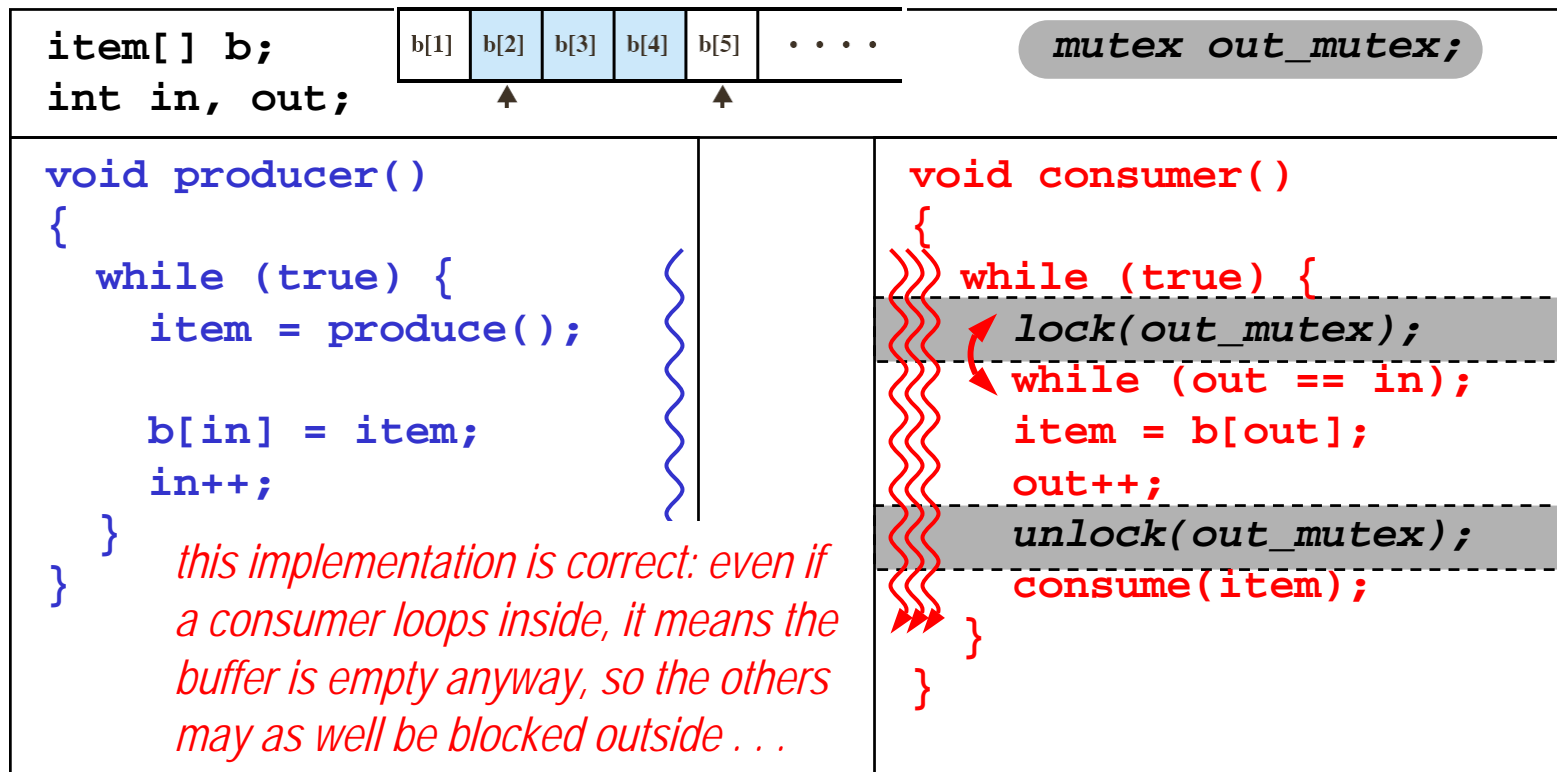 item[] b;
int in, out;
b[1] b[2] b[3] b[4] b[5] . . . .
mutex out_mutex;
void producer()
{
while (true) {
item = produce();
b[in] = item;
in++;
}
}
this implementation is correct: even if
a consumer loops inside, it means the
buffer is empty anyway, so the others
may as well be blocked outside . . .
void consumer()
{
while (true) {
lock(out_mutex);
while (out == in);
item = b[out];
out++;
unlock(out_mutex);
consume(item);
}
}